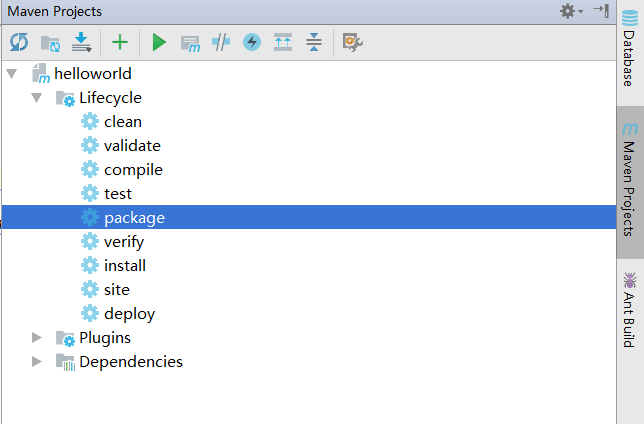 Maven Projects
helloworld
Lifecycle
clean
validate
compile
test
package
verify
install
site
deploy
Plugins
Dependencies
Database
Maven Projects
Ant Build